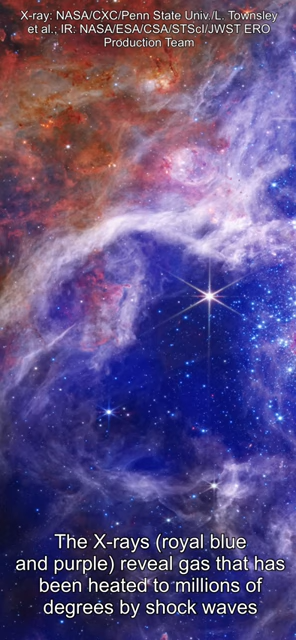 X-ray: NASA/CXC/Penn State Univ./L. Townsley
et al.; IR: NASA/ESA/CSA/STScI/JWST ERO
Production Team
The X-rays (royal blue
and purple) reveal gas that has
been heated to millions of
degrees by shock waves